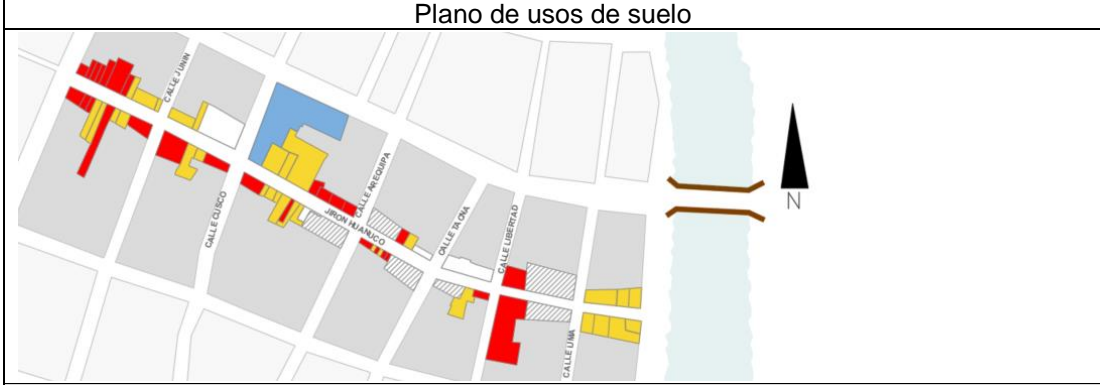 Plano de usos de suelo
CALLE JUNIN
CALLE CUSCO
CALLE AREQUIPA
JIRON HUANUCO
CALLE TACNA
CALLE LIBERTAD
CALLE LIMA
N